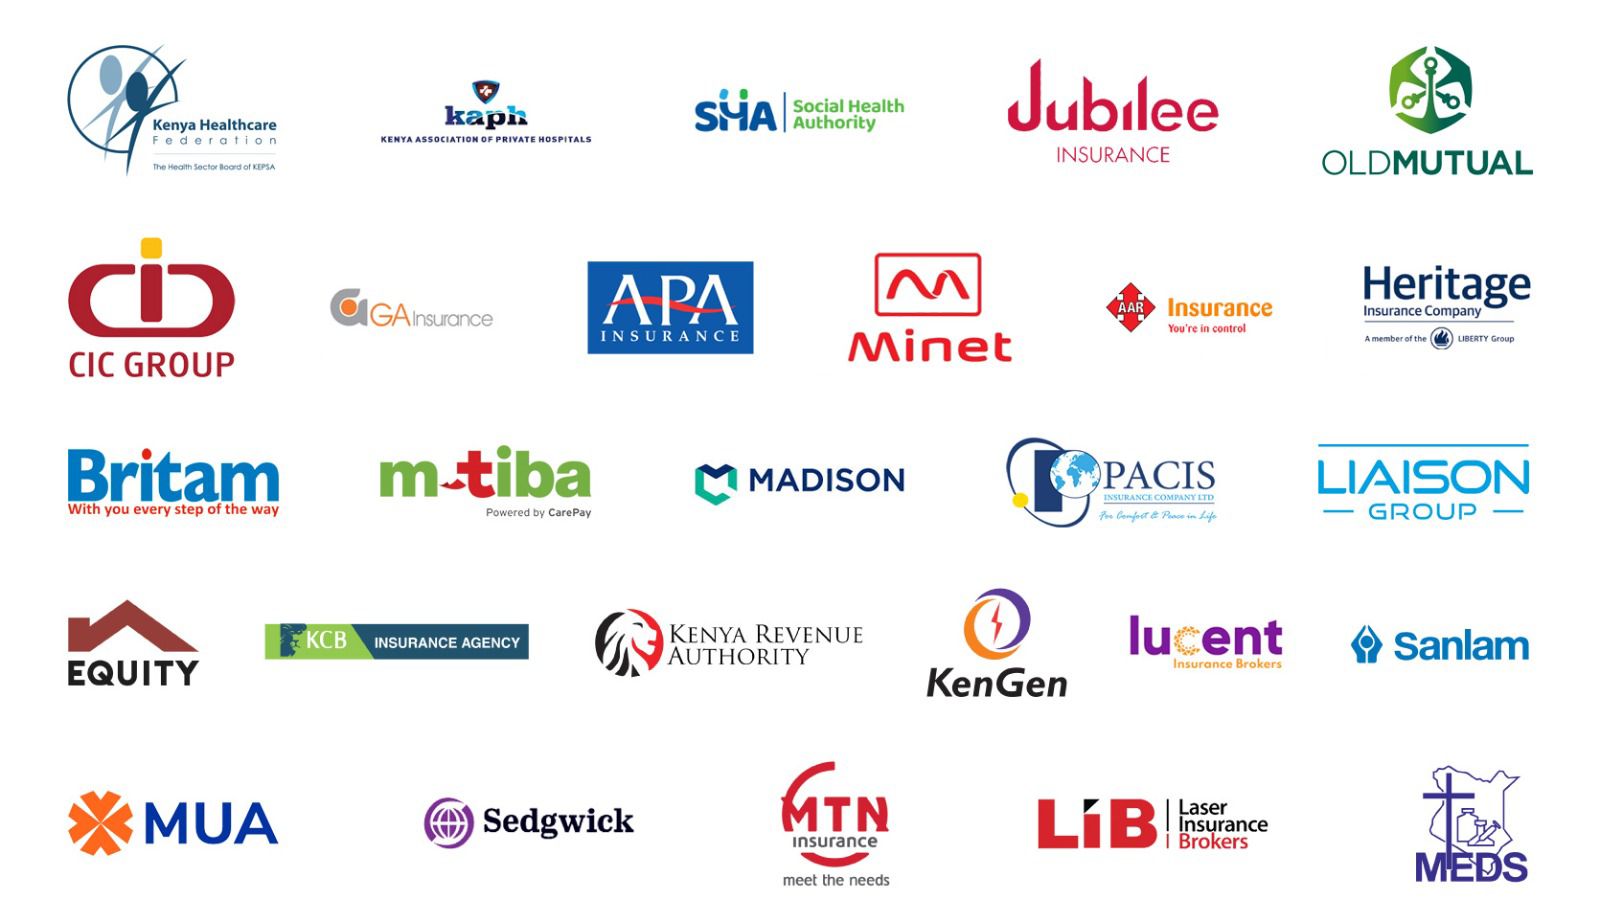 Kenya Healthcare
Federation
The Health Sector Board of KEPSA
kaph
KENYA ASSOCIATION OF PRIVATE HOSPITALS
SHA
Social Health
Authority
Jubilee
INSURANCE
OLDMUTUAL
CIC GROUP
GA Insurance
APA
INSURANCE
Minet
AAR
Insurance
You're in control
Heritage
Insurance Company
A member of the LIBERTY Group
Britam
With you every step of the way
m-tiba
Powered by CarePay
MADISON
PACIS
INSURANCE COMPANY LTD
For Comfort & Peace in Life
LIAISON
GROUP
EQUITY
KCB INSURANCE AGENCY
KENYA REVENUE
AUTHORITY
KenGen
lucent
Insurance Brokers
Sanlam
MUA
Sedgwick
MTN
insurance
meet the needs
LiB
Laser
Insurance
Brokers
MEDS